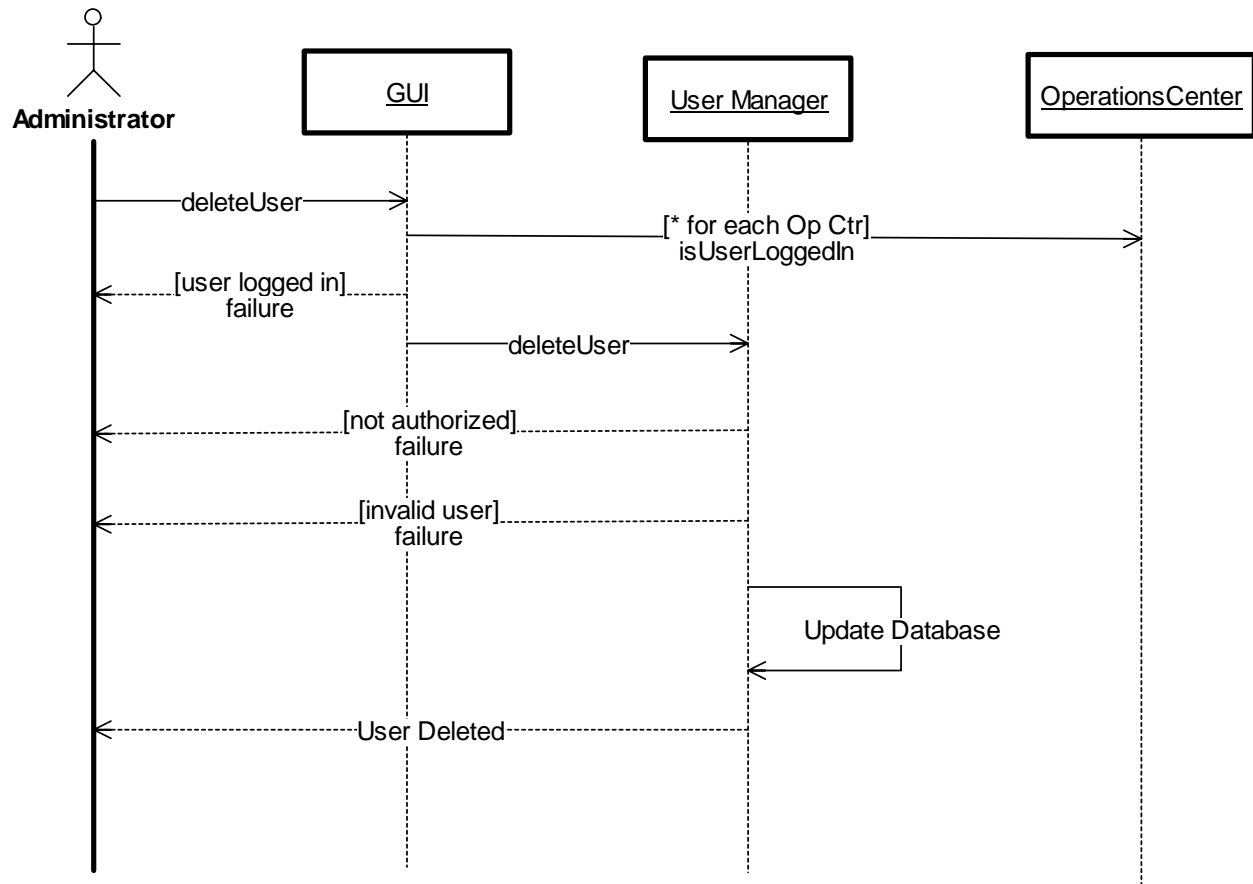 Administrator
GUI
User Manager
OperationsCenter
deleteUser
[* for each Op Ctr]
isUserLoggedIn
[user logged in]
failure
deleteUser
[not authorized]
failure
[invalid user]
failure
Update Database
User Deleted